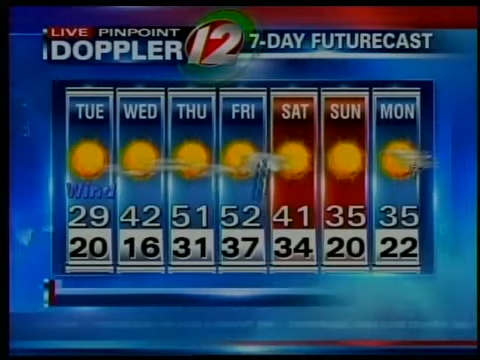 LIVE PINPOINT
DOPPLER 12 7-DAY FUTURECAST
TUE WED THU FRI SAT SUN MON
Wind
29 42 51 52 41 35 35
20 16 31 37 34 20 22